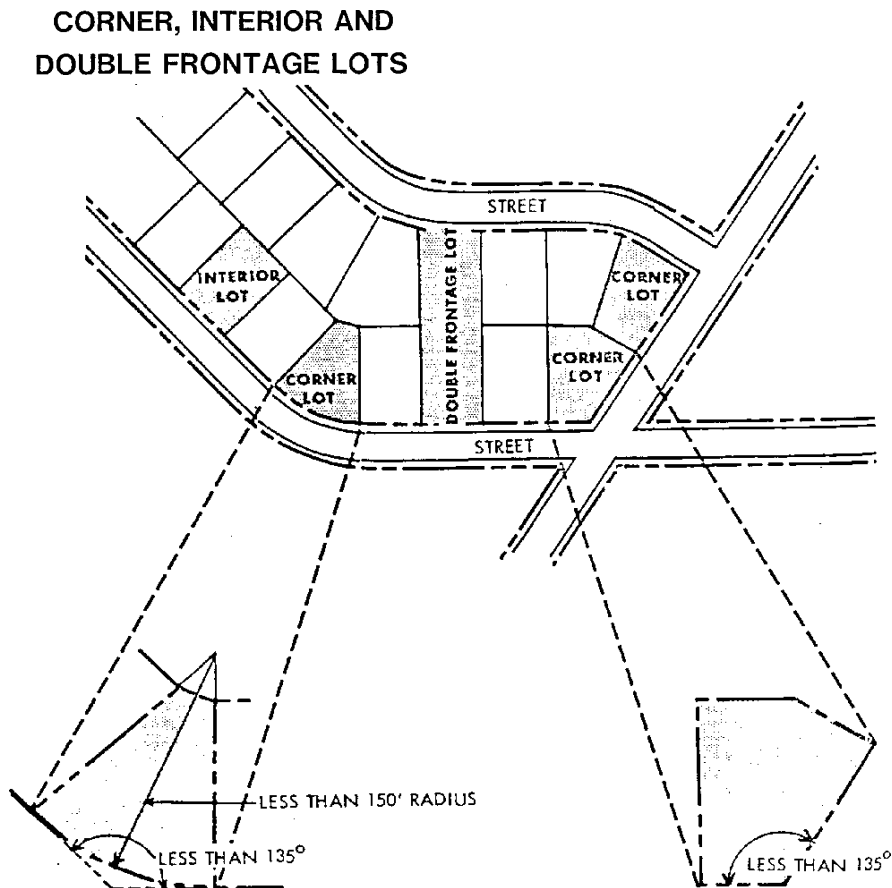 CORNER, INTERIOR AND
DOUBLE FRONTAGE LOTS
STREET
INTERIOR
LOT
DOUBLE FRONTAGE LOT
CORNER
LOT
CORNER
LOT
CORNER
LOT
STREET
LESS THAN 150' RADIUS
LESS THAN 135°
LESS THAN 135°